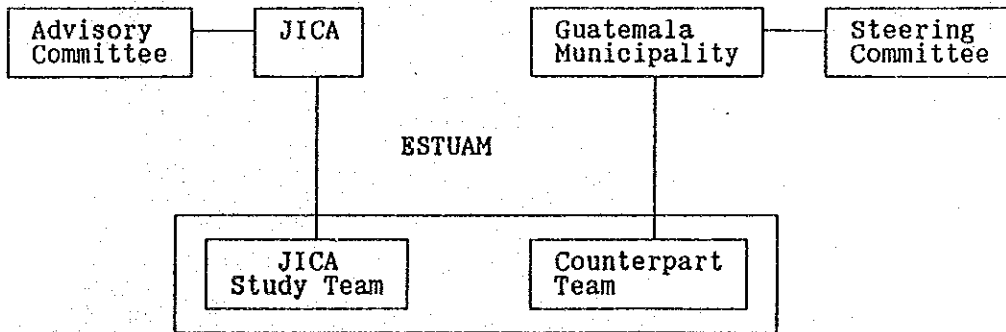 Advisory
Committee
JICA
Guatemala
Municipality
Steering
Committee
ESTUAM
JICA
Study Team
Counterpart
Team